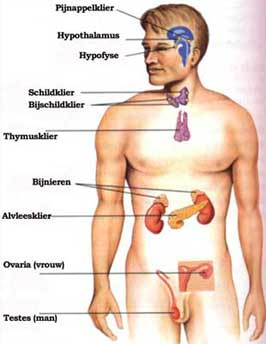 Pijnappelklier
Hypothalamus
Hypofyse
Schildklier
Bijschildklier
Thymusklier
Bijnieren
Alvleesklier
Ovaria (vrouw)
Testes (man)